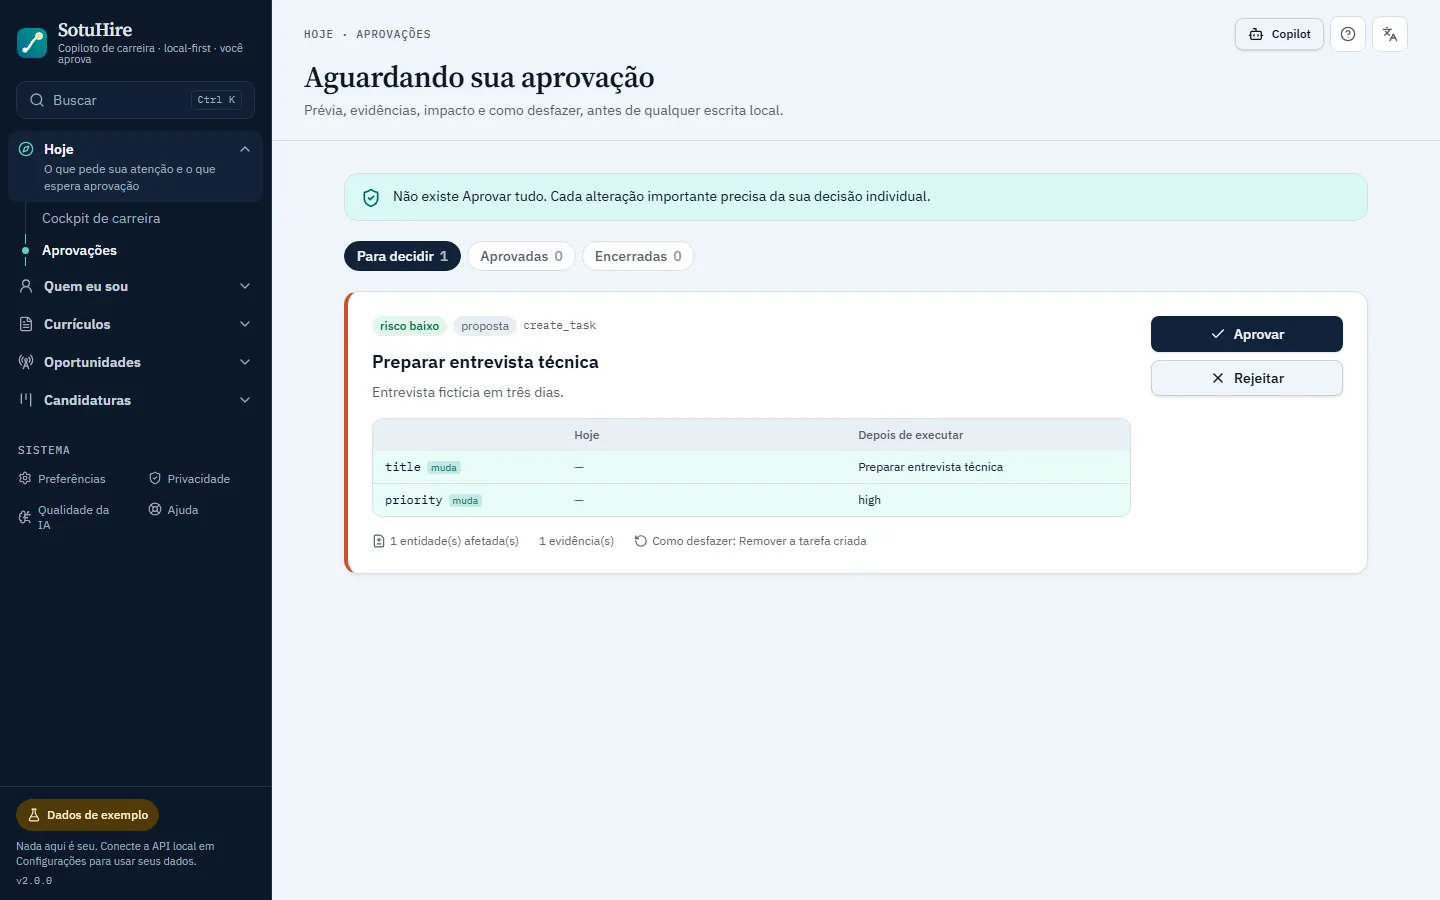 SotuHire
Copiloto de carreira · local-first · você
aprova
Buscar
Ctrl K
Hoje
O que pede sua atenção e o que
espera aprovação
Cockpit de carreira
Aprovações
Quem eu sou
Currículos
Oportunidades
Candidaturas
SISTEMA
Preferências
Privacidade
Qualidade da
IA
Ajuda
Dados de exemplo
Nada aqui é seu. Conecte a API local em
Configurações para usar seus dados.
v2.0.0
HOJE · APROVAÇÕES
Copilot
Aguardando sua aprovação
Prévia, evidências, impacto e como desfazer, antes de qualquer escrita local.
Não existe Aprovar tudo. Cada alteração importante precisa da sua decisão individual.
Para decidir 1
Aprovadas 0
Encerradas 0
risco baixo proposta create_task
Preparar entrevista técnica
Entrevista fictícia em três dias.
Aprovar
Rejeitar
Hoje Depois de executar
title muda — Preparar entrevista técnica
priority muda — high
1 entidade(s) afetada(s) 1 evidência(s) Como desfazer: Remover a tarefa criada